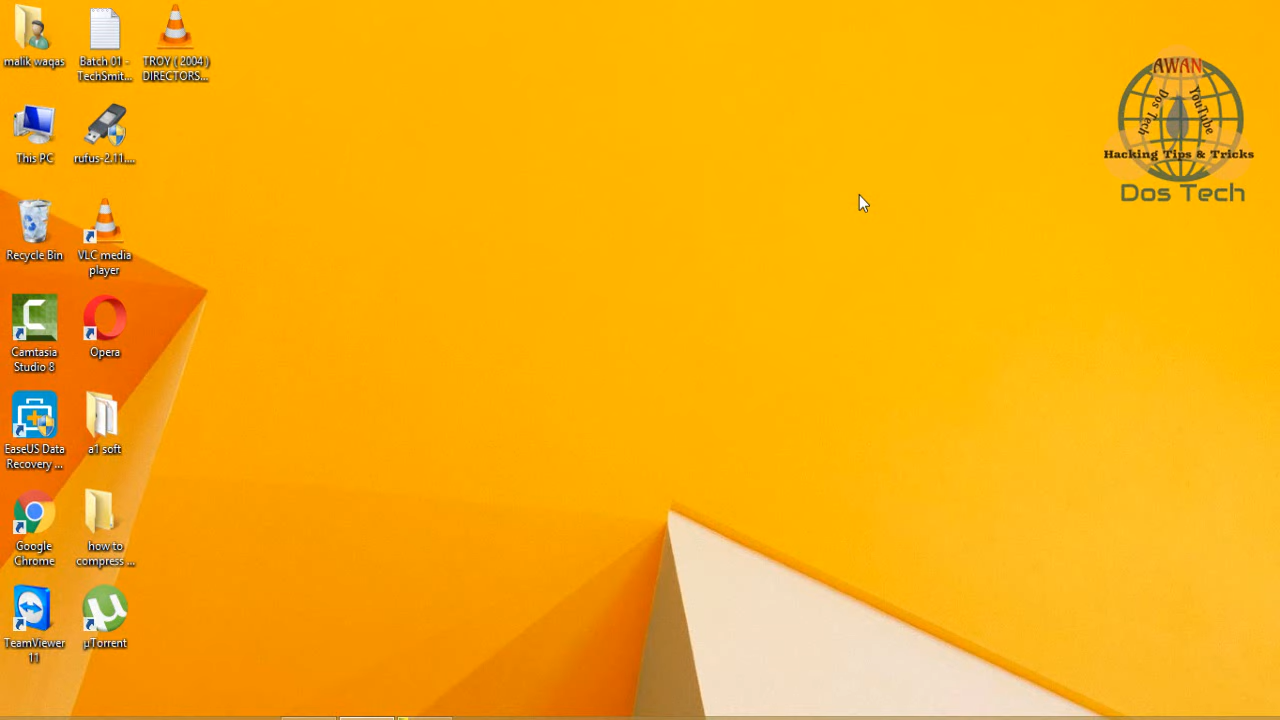 malik waqas
Batch 01 -
TechSmit...
TROY ( 2004 )
DIRECTORS...
This PC
rufus-2.11....
Recycle Bin
VLC media
player
Camtasia
Studio 8
Opera
EaseUS Data
Recovery ...
a1 soft
Google
Chrome
how to
compress ...
TeamViewer
11
µTorrent
AWAN
Dos Tech
YouTube
Hacking Tips & Tricks
Dos Tech